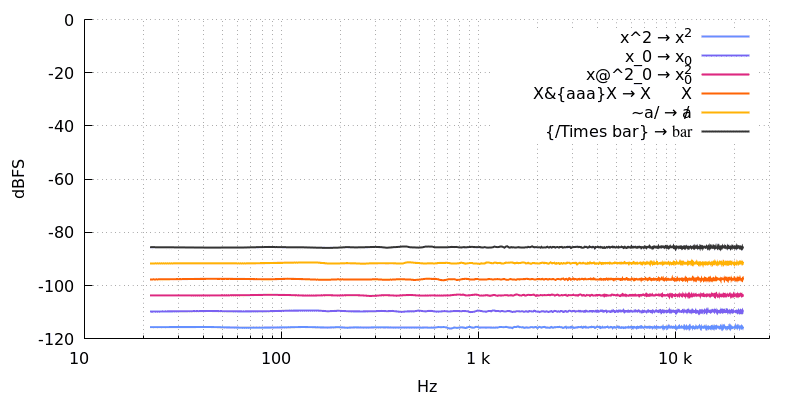 0
-20
-40
-60
-80
-100
-120
dBFS
x^2 → x²
x_0 → x₀
x@^2_0 → x²₀
X&{aaa}X → X      X
~a/ → a̸
{/Times bar} → bar
10
100
1 k
10 k
Hz